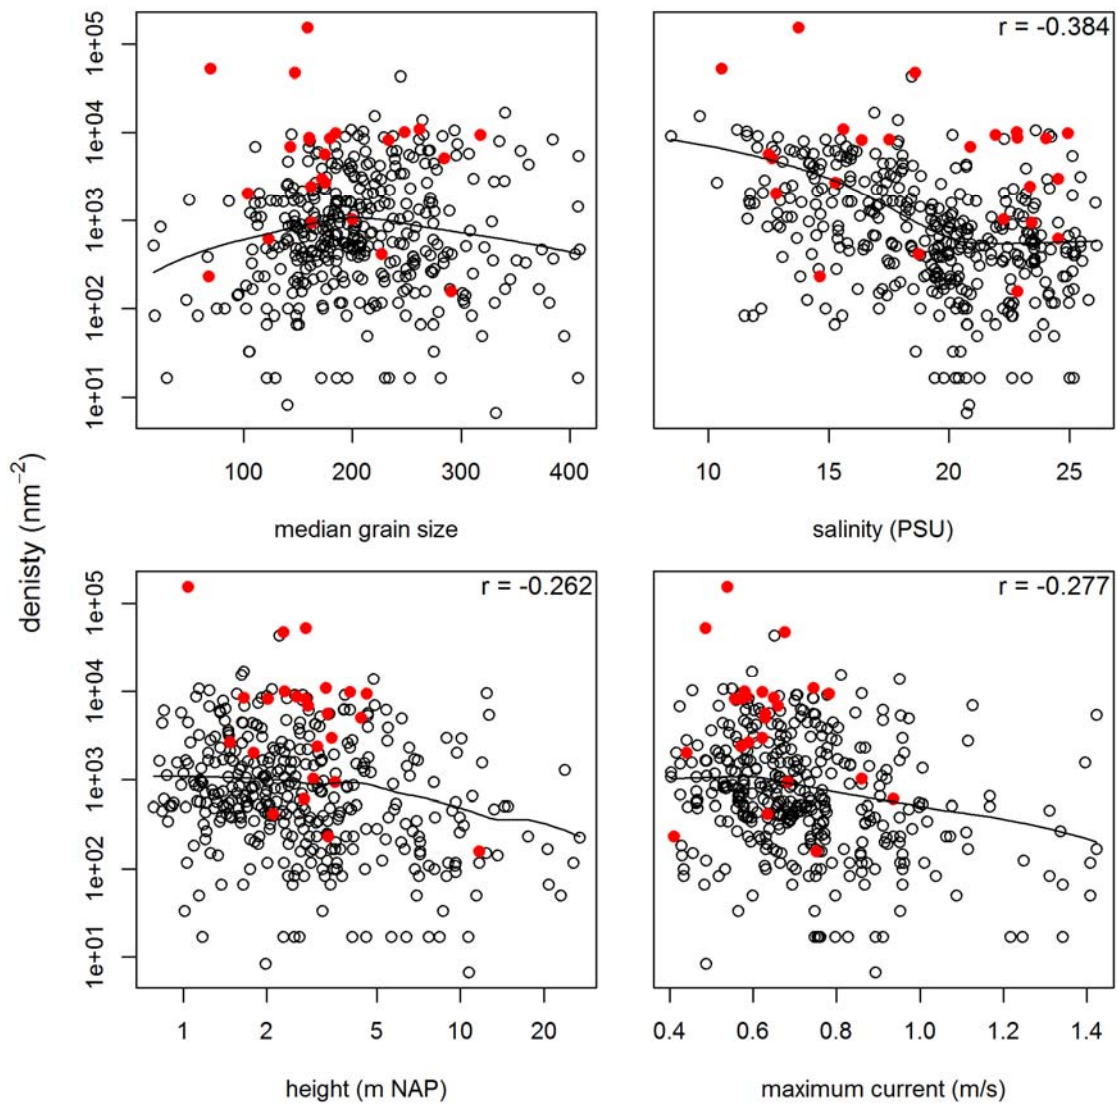 denisty (nm⁻²)
1e+05
1e+04
1e+03
1e+02
1e+01
100 200 300 400
median grain size
r = -0.384
10 15 20 25
salinity (PSU)
r = -0.262
1e+05
1e+04
1e+03
1e+02
1e+01
1 2 5 10 20
height (m NAP)
r = -0.277
0.4 0.6 0.8 1.0 1.2 1.4
maximum current (m/s)